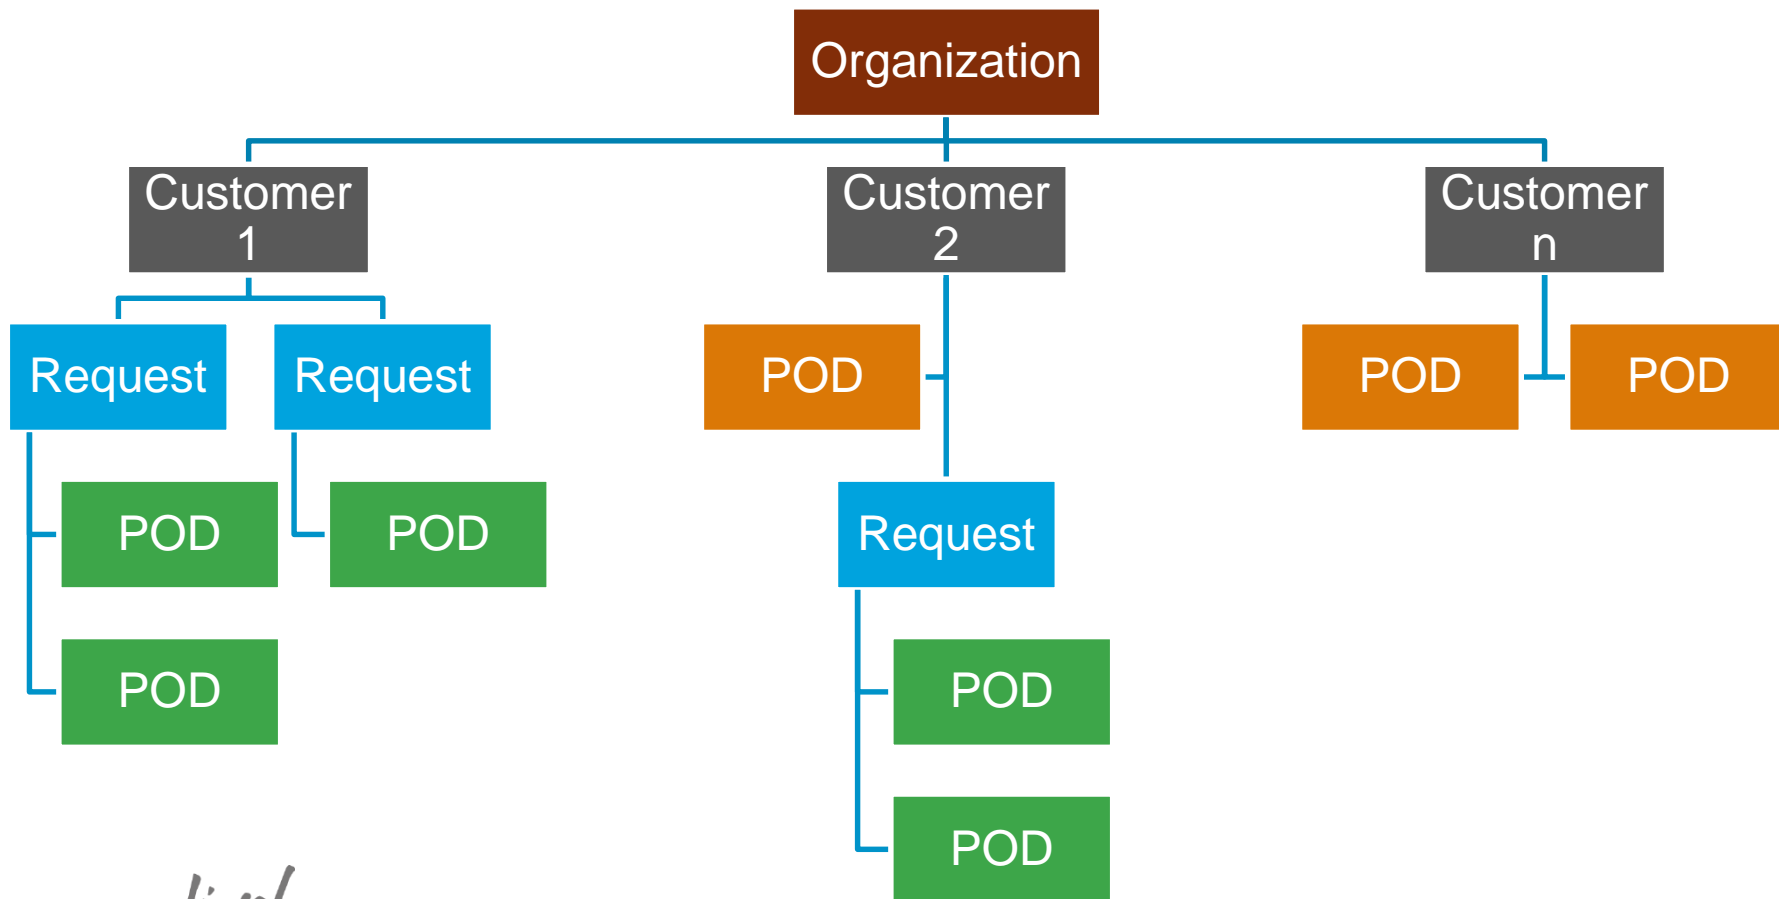 Organization
Customer
1
Customer
2
Customer
n
Request
Request
POD
POD
POD
POD
POD
Request
POD
POD
POD
POD